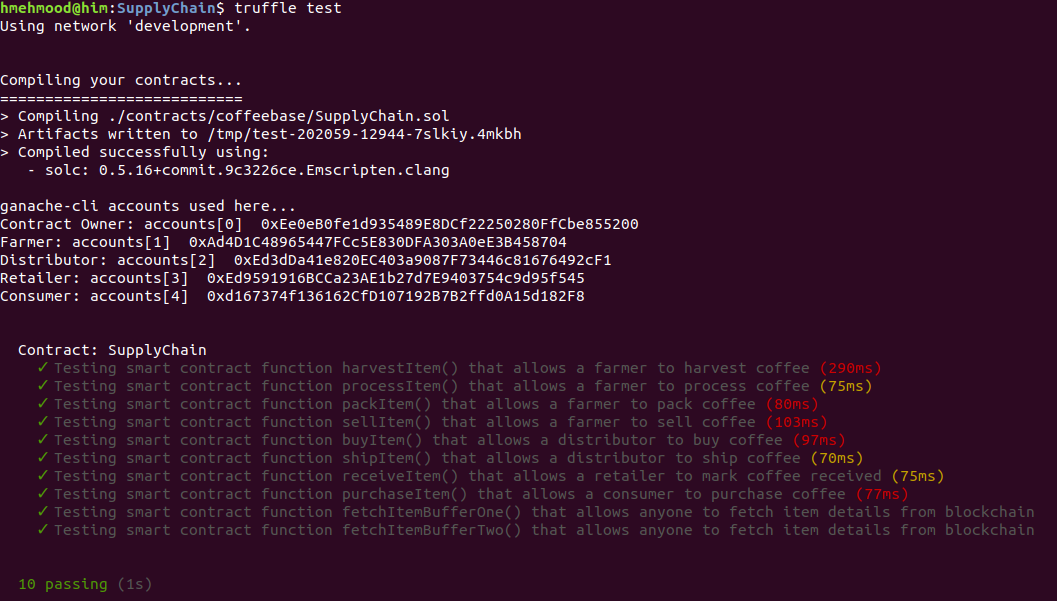 hmehmood@him:SupplyChain$ truffle test
Using network 'development'.
Compiling your contracts...
===========================
> Compiling ./contracts/coffeebase/SupplyChain.sol
> Artifacts written to /tmp/test-202059-12944-7slkiy.4mkbh
> Compiled successfully using:
- solc: 0.5.16+commit.9c3226ce.Emscripten.clang
ganache-cli accounts used here...
Contract Owner: accounts[0] 0xEe0eB0fe1d935489E8DCf22250280FfCbe855200
Farmer: accounts[1] 0xAd4D1C48965447FCc5E830DFA303A0eE3B458704
Distributor: accounts[2] 0xEd3dDa41e820EC403a9087F73446c81676492cF1
Retailer: accounts[3] 0xEd9591916BCCa23AE1b27d7E9403754c9d95f545
Consumer: accounts[4] 0xd167374f136162CfD107192B7B2ffd0A15d182F8
Contract: SupplyChain
✓ Testing smart contract function harvestItem() that allows a farmer to harvest coffee (290ms)
✓ Testing smart contract function processItem() that allows a farmer to process coffee (75ms)
✓ Testing smart contract function packItem() that allows a farmer to pack coffee (80ms)
✓ Testing smart contract function sellItem() that allows a farmer to sell coffee (103ms)
✓ Testing smart contract function buyItem() that allows a distributor to buy coffee (97ms)
✓ Testing smart contract function shipItem() that allows a distributor to ship coffee (70ms)
✓ Testing smart contract function receiveItem() that allows a retailer to mark coffee received (75ms)
✓ Testing smart contract function purchaseItem() that allows a consumer to purchase coffee (77ms)
✓ Testing smart contract function fetchItemBufferOne() that allows anyone to fetch item details from blockchain
✓ Testing smart contract function fetchItemBufferTwo() that allows anyone to fetch item details from blockchain
10 passing (1s)